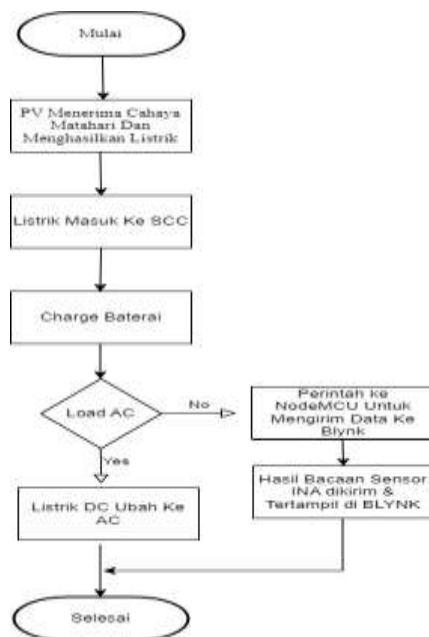 Mulai
PV Menerima Cahaya
Matahari Dan
Menghasilkan Listrik
Listrik Masuk Ke SCC
Charge Baterai
Load AC
No
Perintah ke
NodeMCU Untuk
Mengirim Data Ke
Blynk
Yes
Listrik DC Ubah Ke
AC
Hasil Bacaan Sensor
INA dikirim &
Tertampil di BLYNK
Selesai